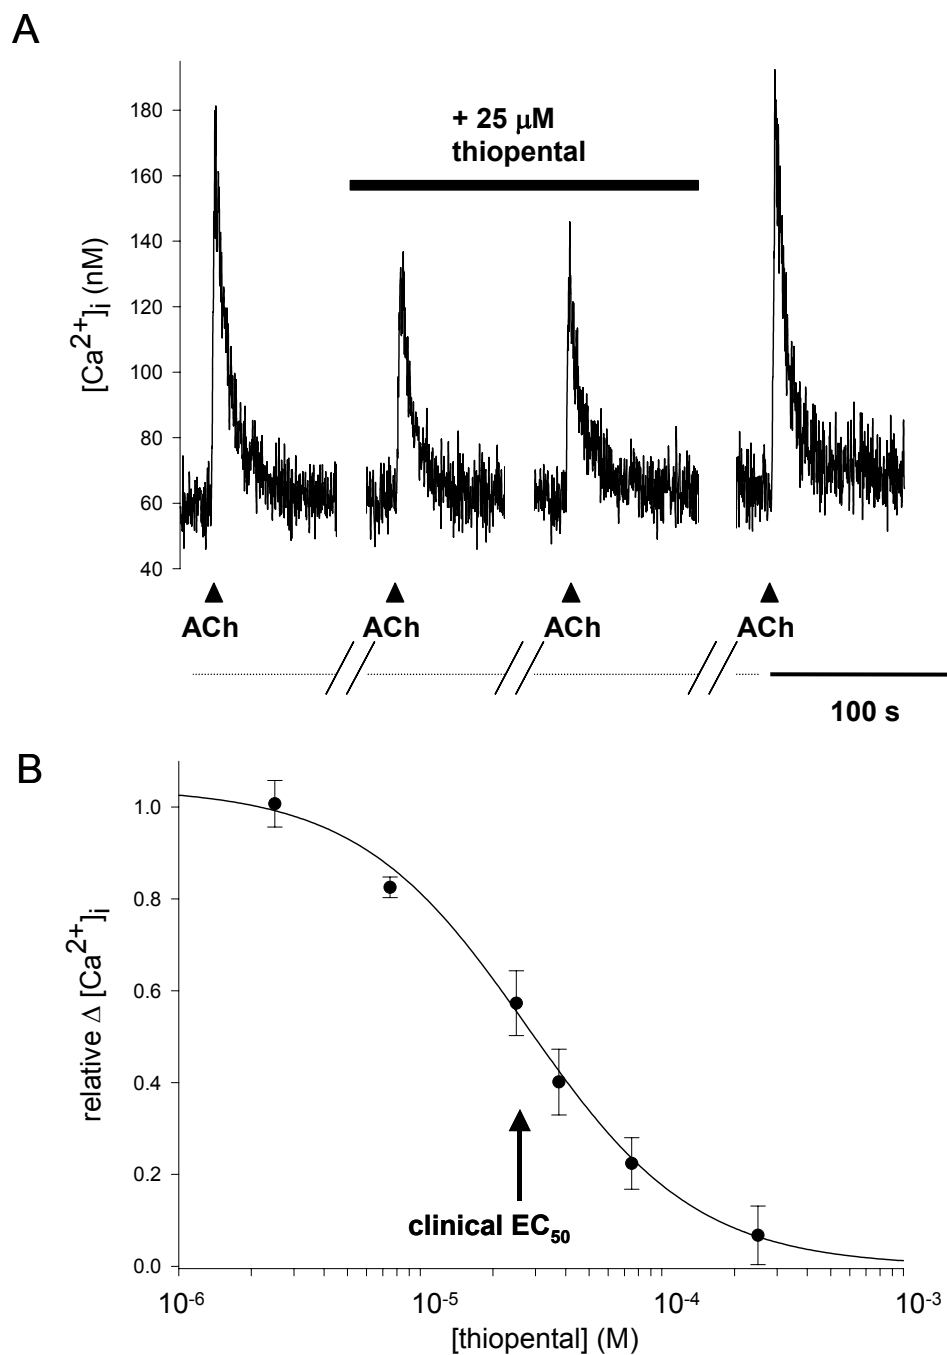 A
+ 25 μM
thiopental
180
160
140
120
100
80
60
40
[Ca²⁺]ᵢ (nM)
ACh ACh ACh ACh
100 s
B
1.0
0.8
0.6
0.4
0.2
0.0
relative Δ [Ca²⁺]ᵢ
clinical EC₅₀
10⁻⁶ 10⁻⁵ 10⁻⁴ 10⁻³
[thiopental] (M)